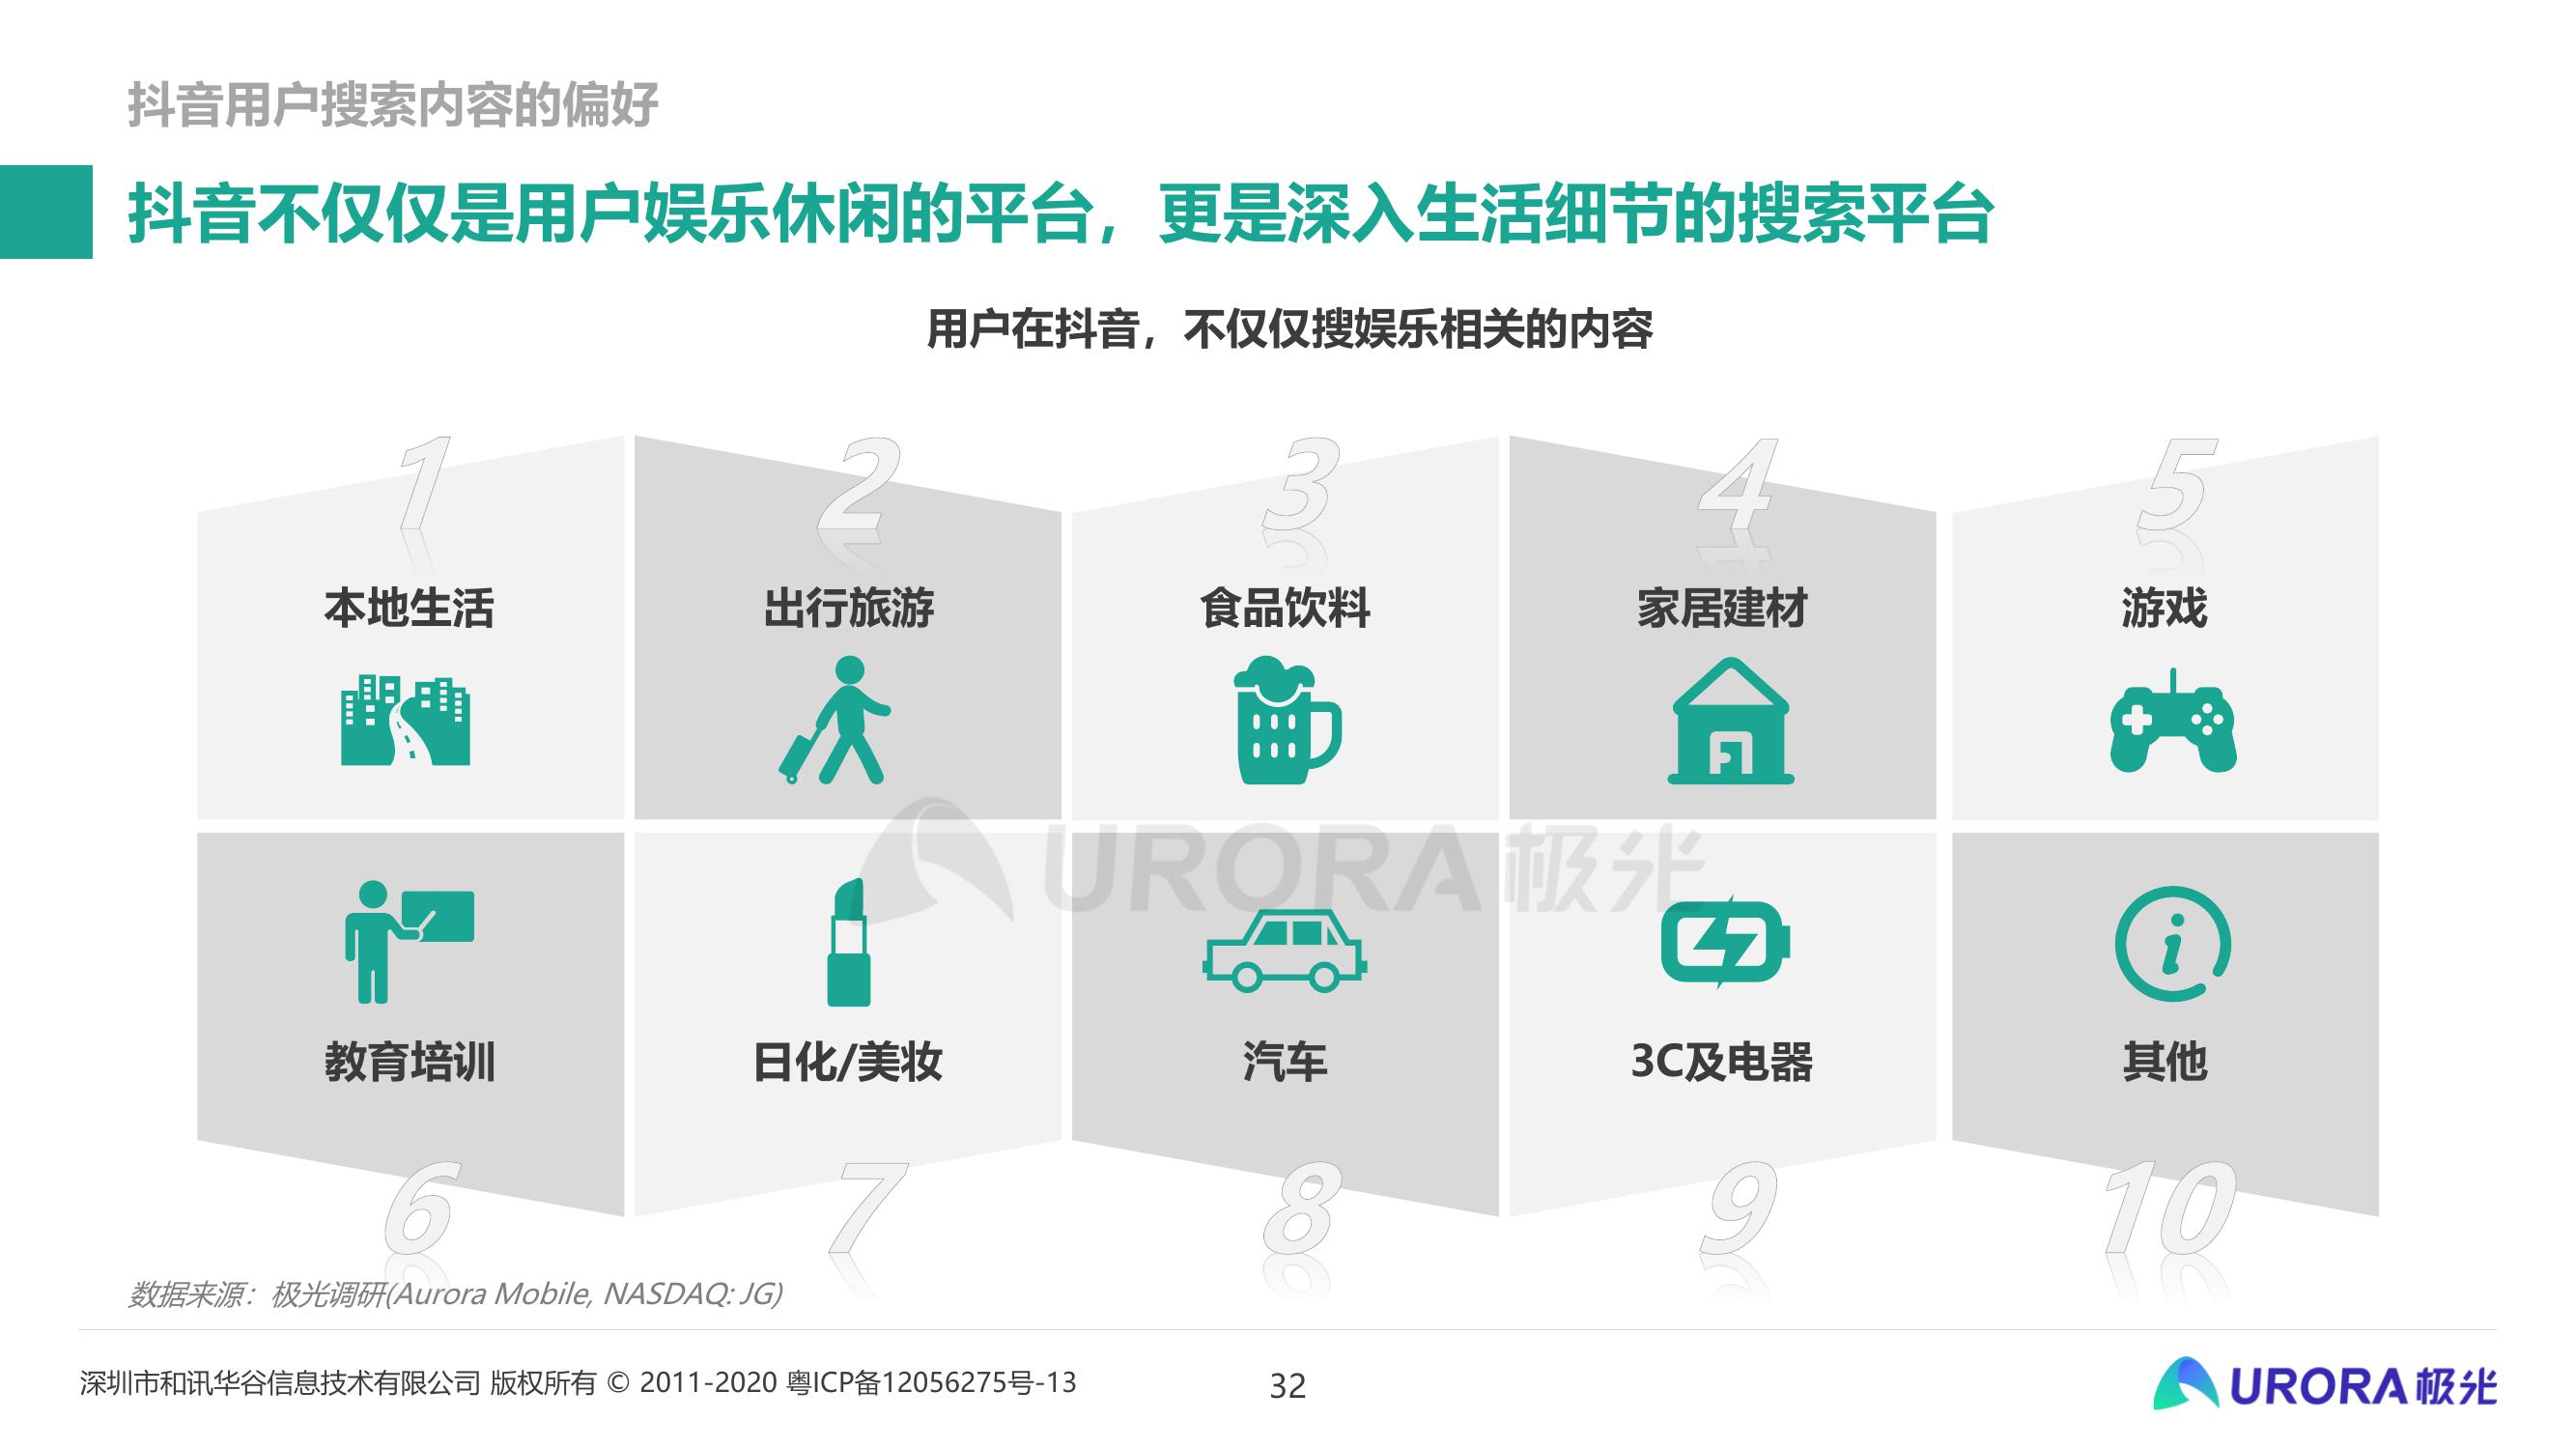 抖音用户搜索内容的偏好
抖音不仅仅是用户娱乐休闲的平台，更是深入生活细节的搜索平台
用户在抖音，不仅仅搜娱乐相关的内容
1
2
3
4
5
本地生活
出行旅游
食品饮料
家居建材
游戏
URORA极光
教育培训
日化/美妆
汽车
3C及电器
其他
6
7
8
9
10
数据来源：极光调研(Aurora Mobile, NASDAQ: JG)
深圳市和讯华谷信息技术有限公司 版权所有 © 2011-2020 粤ICP备12056275号-13
32
URORA极光